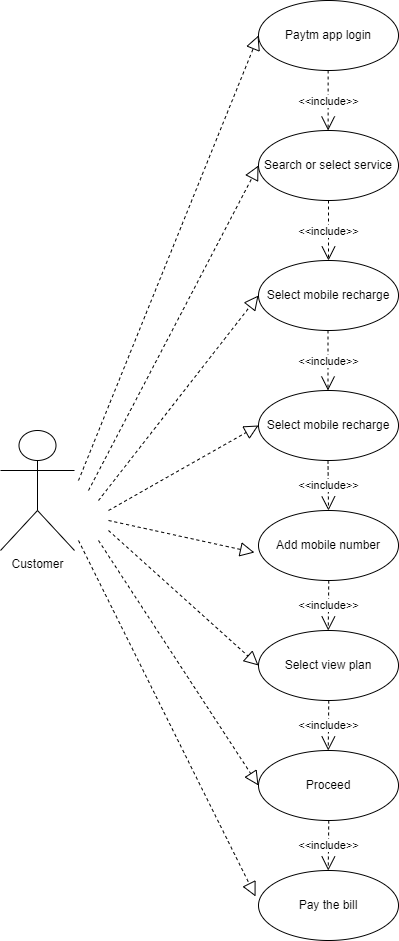 Paytm app login
<<include>>
Search or select service
<<include>>
Select mobile recharge
<<include>>
Select mobile recharge
<<include>>
Add mobile number
Customer
<<include>>
Select view plan
<<include>>
Proceed
<<include>>
Pay the bill